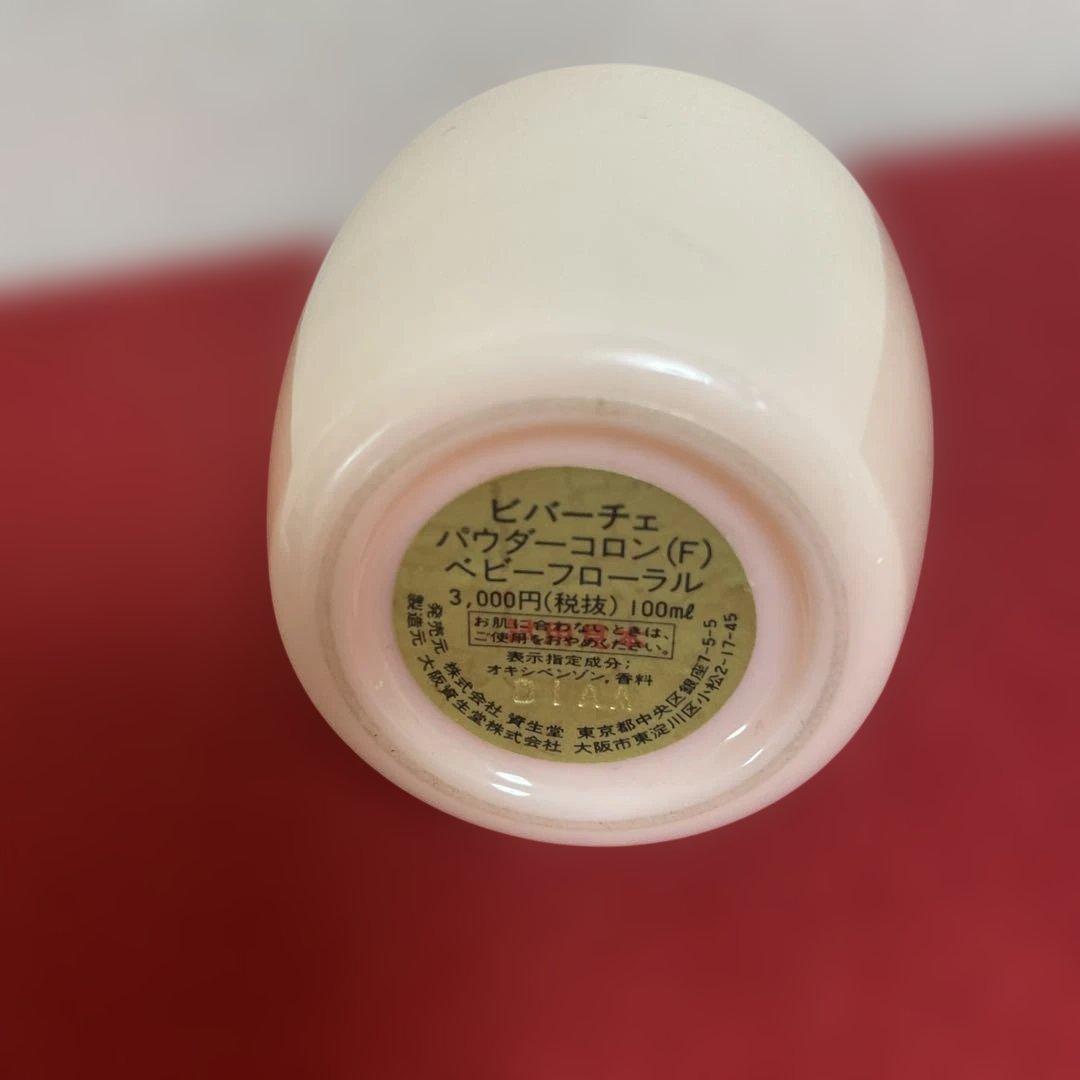 ビバーチェ
パウダーコロン(F)
ベビーフローラル
3,000円(税抜) 100ml
お肌に合わないときは、
ご使用をおやめください。
表示指定成分;
オキシベンゾン,香料
発売元 株式会社 資生堂 東京都中央区銀座7-5-5
製造元 大阪資生堂株式会社 大阪市東淀川区小松2-17-45